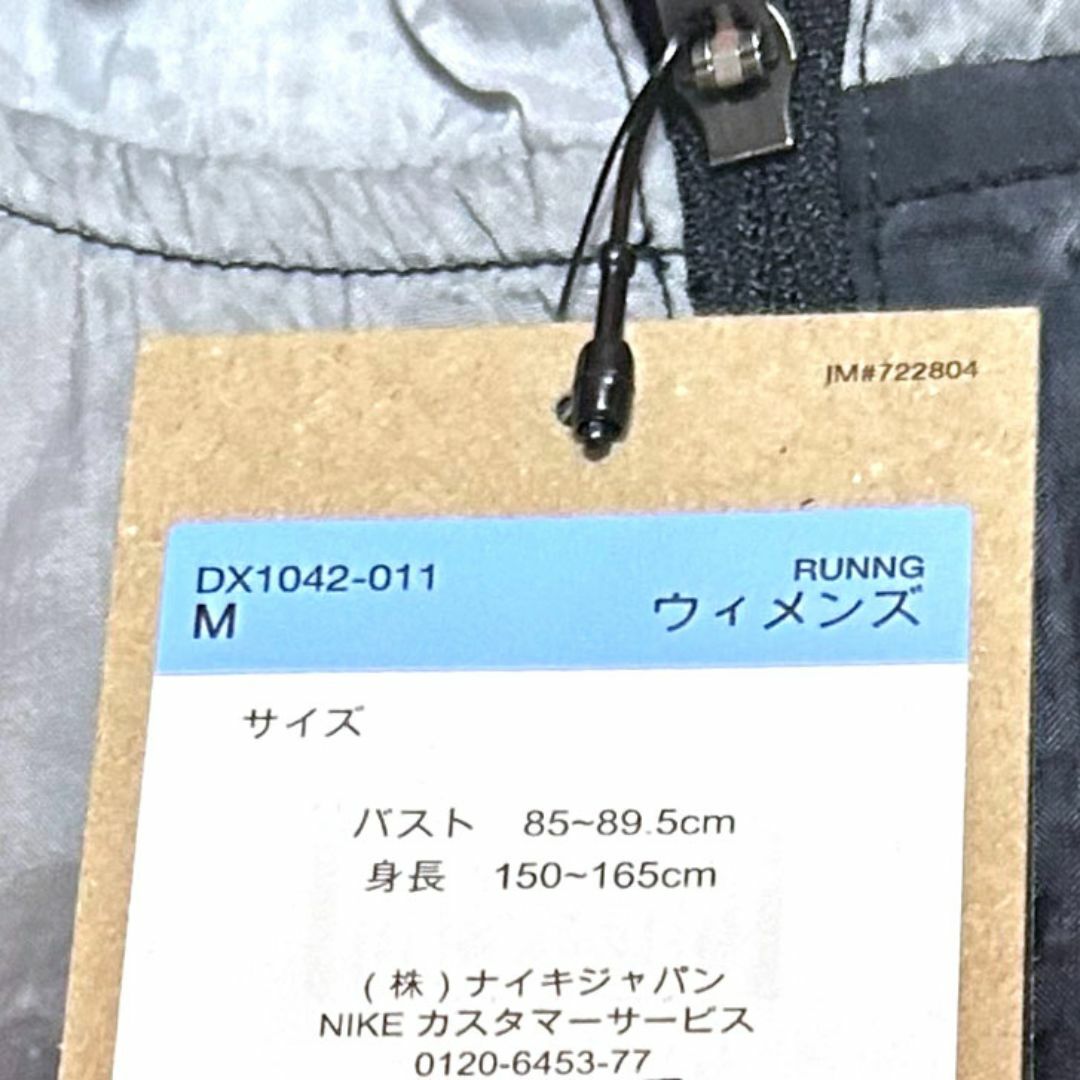 JM#722804
DX1042-011
RUNNG
M
ウィメンズ
サイズ
バスト 85~89.5cm
身長 150~165cm
(株)ナイキジャパン
NIKE カスタマーサービス
0120-6453-77